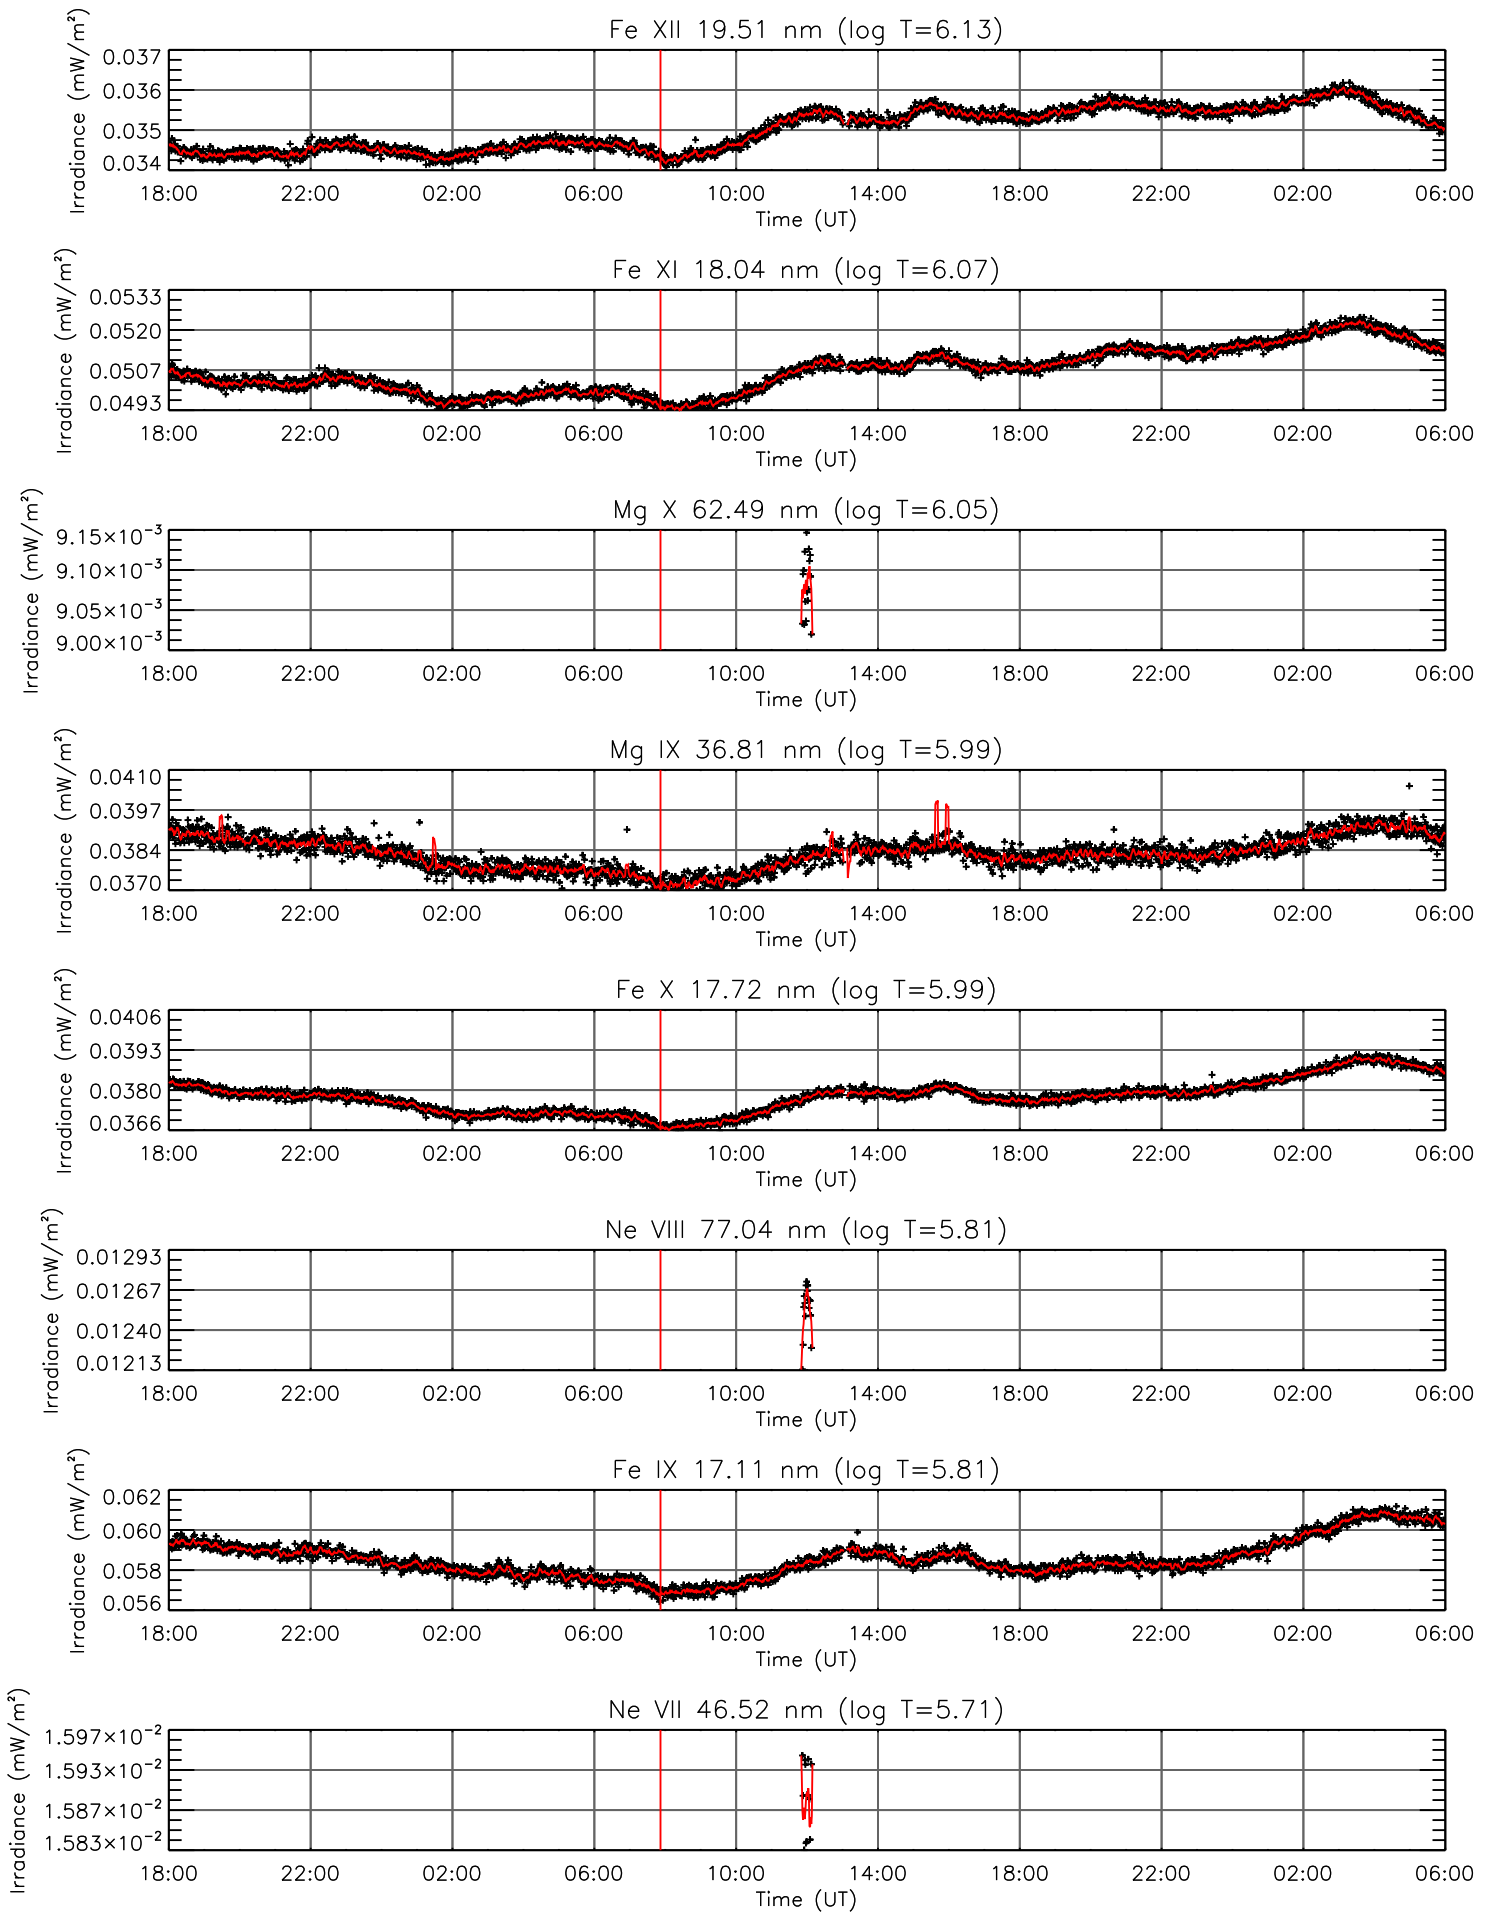 Fe XII 19.51 nm (log T=6.13)
Irradiance (mW/m²)
0.037
0.036
0.035
0.034
18:00 22:00 02:00 06:00 10:00 14:00 18:00 22:00 02:00 06:00
Time (UT)
Fe XI 18.04 nm (log T=6.07)
Irradiance (mW/m²)
0.0533
0.0520
0.0507
0.0493
18:00 22:00 02:00 06:00 10:00 14:00 18:00 22:00 02:00 06:00
Time (UT)
Mg X 62.49 nm (log T=6.05)
Irradiance (mW/m²)
9.15×10⁻³
9.10×10⁻³
9.05×10⁻³
9.00×10⁻³
18:00 22:00 02:00 06:00 10:00 14:00 18:00 22:00 02:00 06:00
Time (UT)
Mg IX 36.81 nm (log T=5.99)
Irradiance (mW/m²)
0.0410
0.0397
0.0384
0.0370
18:00 22:00 02:00 06:00 10:00 14:00 18:00 22:00 02:00 06:00
Time (UT)
Fe X 17.72 nm (log T=5.99)
Irradiance (mW/m²)
0.0406
0.0393
0.0380
0.0366
18:00 22:00 02:00 06:00 10:00 14:00 18:00 22:00 02:00 06:00
Time (UT)
Ne VIII 77.04 nm (log T=5.81)
Irradiance (mW/m²)
0.01293
0.01267
0.01240
0.01213
18:00 22:00 02:00 06:00 10:00 14:00 18:00 22:00 02:00 06:00
Time (UT)
Fe IX 17.11 nm (log T=5.81)
Irradiance (mW/m²)
0.062
0.060
0.058
0.056
18:00 22:00 02:00 06:00 10:00 14:00 18:00 22:00 02:00 06:00
Time (UT)
Ne VII 46.52 nm (log T=5.71)
Irradiance (mW/m²)
1.597×10⁻²
1.593×10⁻²
1.587×10⁻²
1.583×10⁻²
18:00 22:00 02:00 06:00 10:00 14:00 18:00 22:00 02:00 06:00
Time (UT)